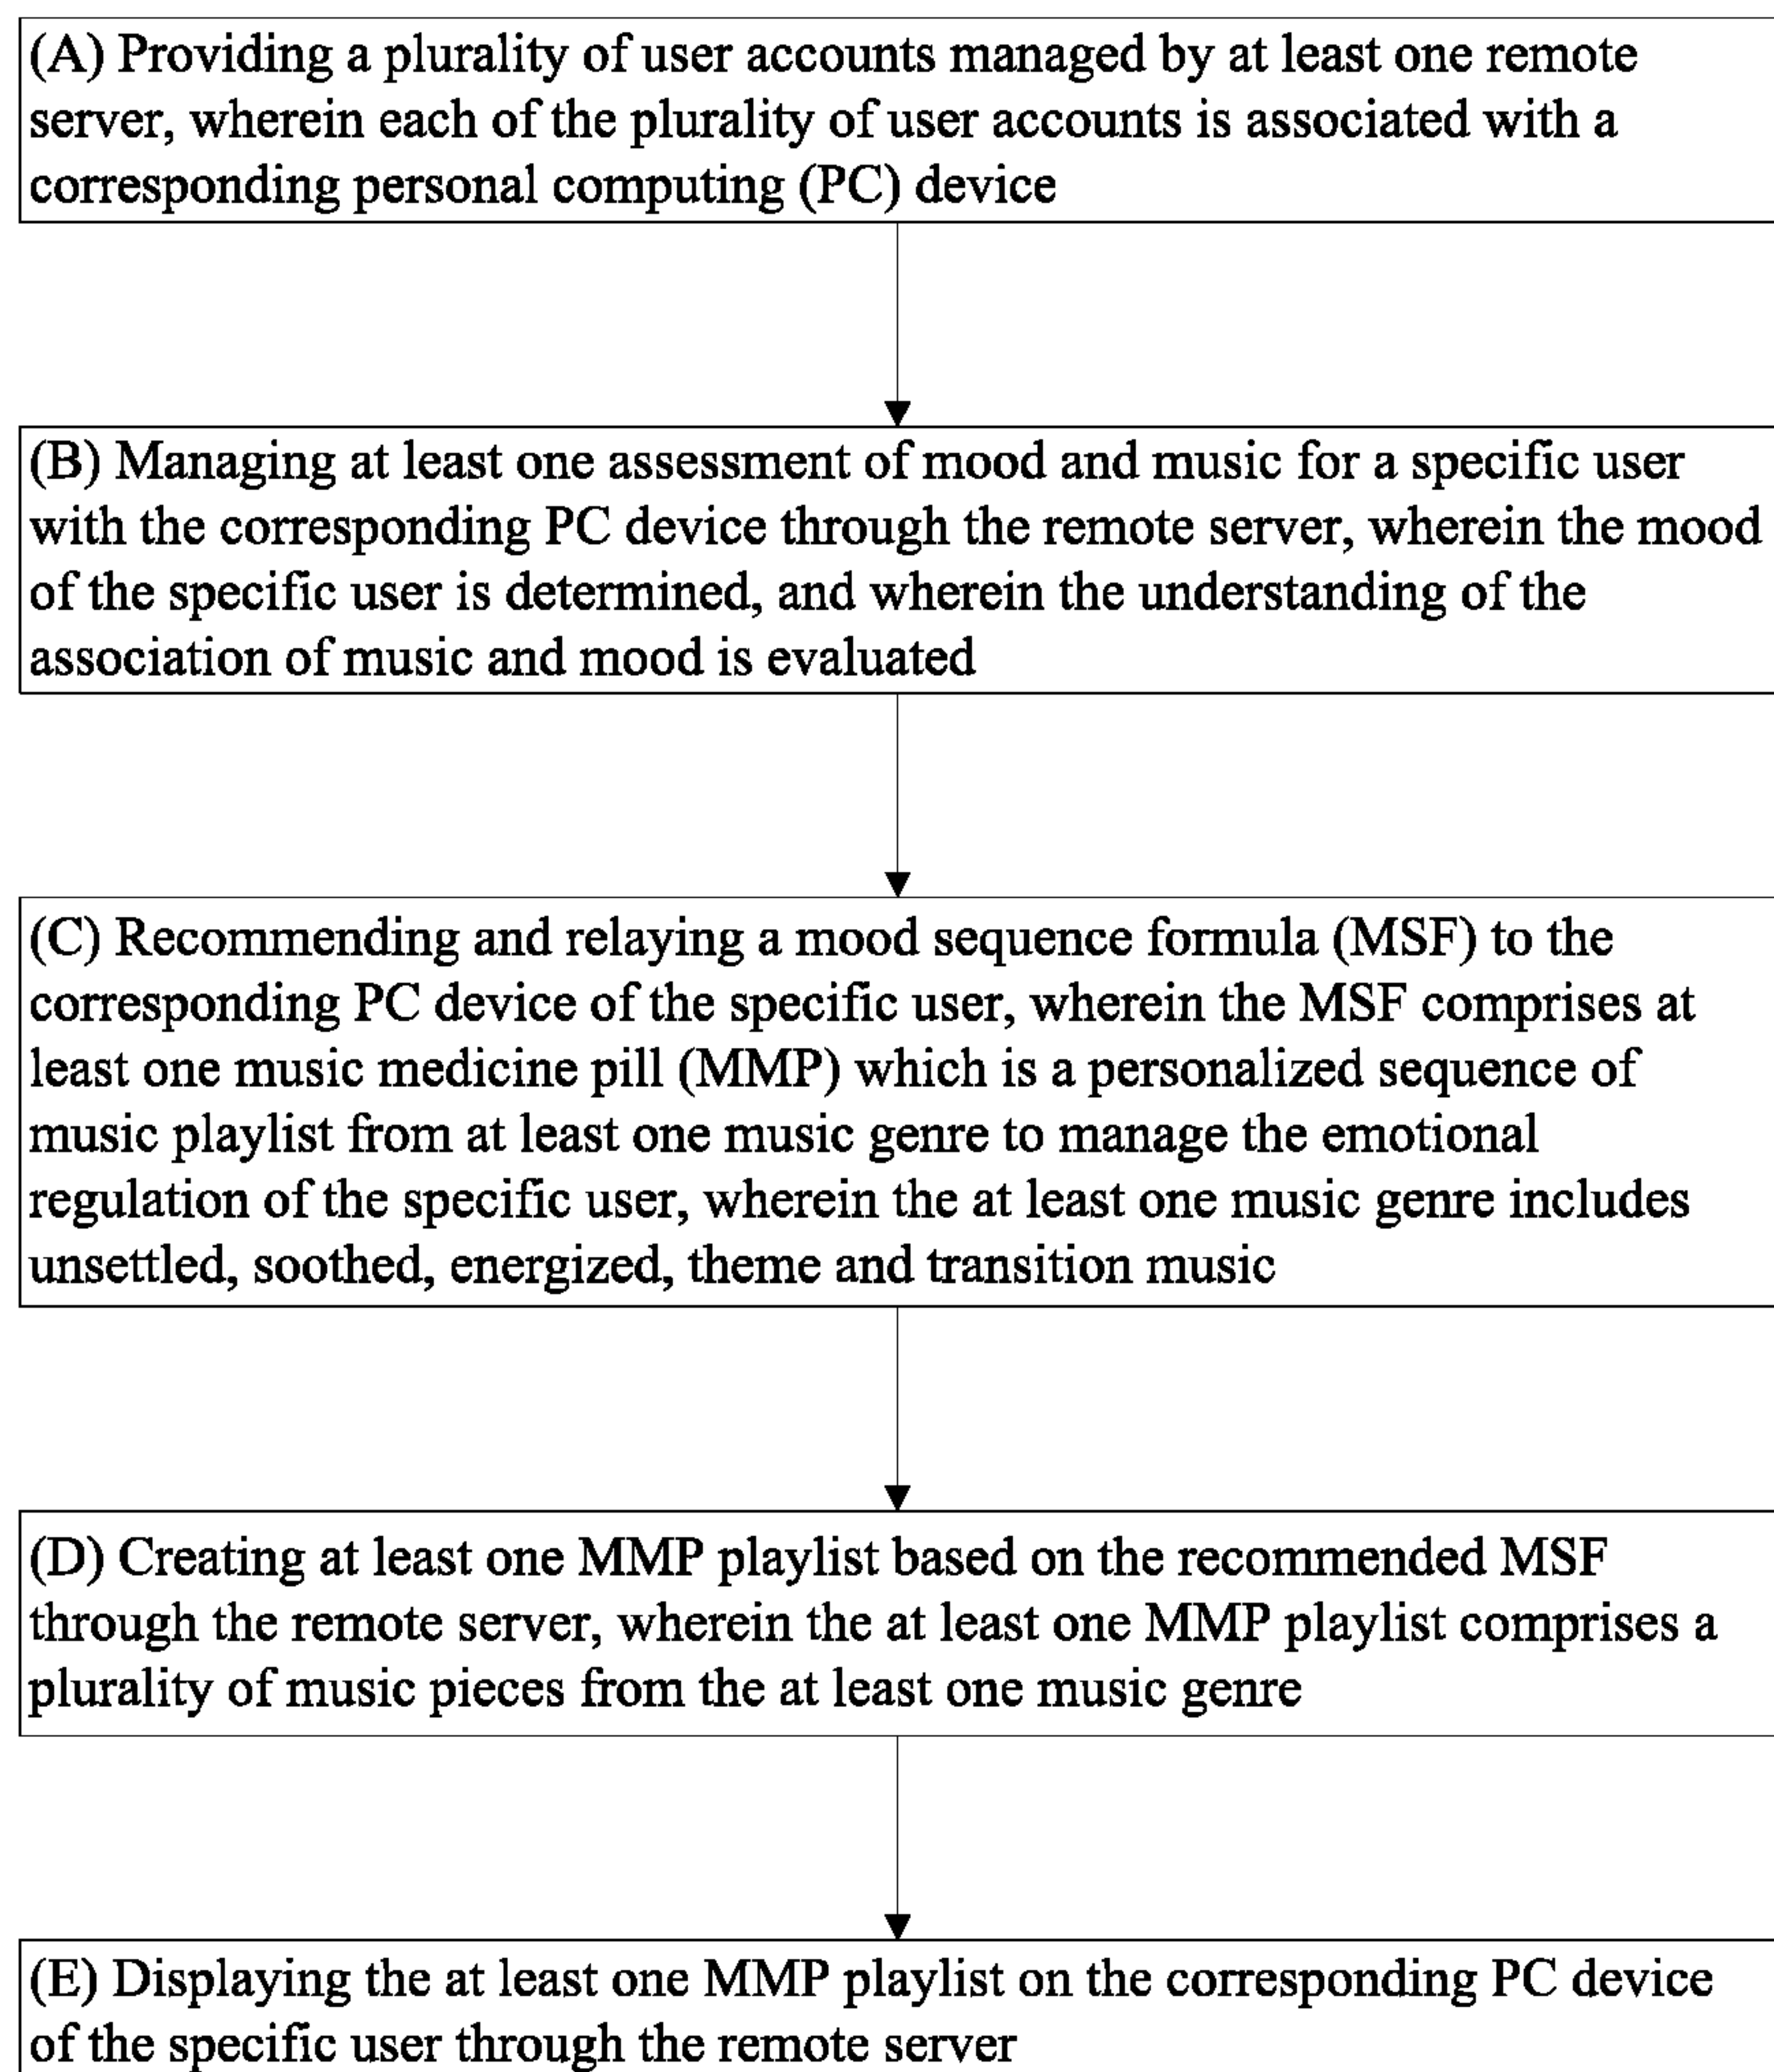 (A) Providing a plurality of user accounts managed by at least one remote
server, wherein each of the plurality of user accounts is associated with a
corresponding personal computing (PC) device
(B) Managing at least one assessment of mood and music for a specific user
with the corresponding PC device through the remote server, wherein the mood
of the specific user is determined, and wherein the understanding of the
association of music and mood is evaluated
(C) Recommending and relaying a mood sequence formula (MSF) to the
corresponding PC device of the specific user, wherein the MSF comprises at
least one music medicine pill (MMP) which is a personalized sequence of
music playlist from at least one music genre to manage the emotional
regulation of the specific user, wherein the at least one music genre includes
unsettled, soothed, energized, theme and transition music
(D) Creating at least one MMP playlist based on the recommended MSF
through the remote server, wherein the at least one MMP playlist comprises a
plurality of music pieces from the at least one music genre
(E) Displaying the at least one MMP playlist on the corresponding PC device
of the specific user through the remote server